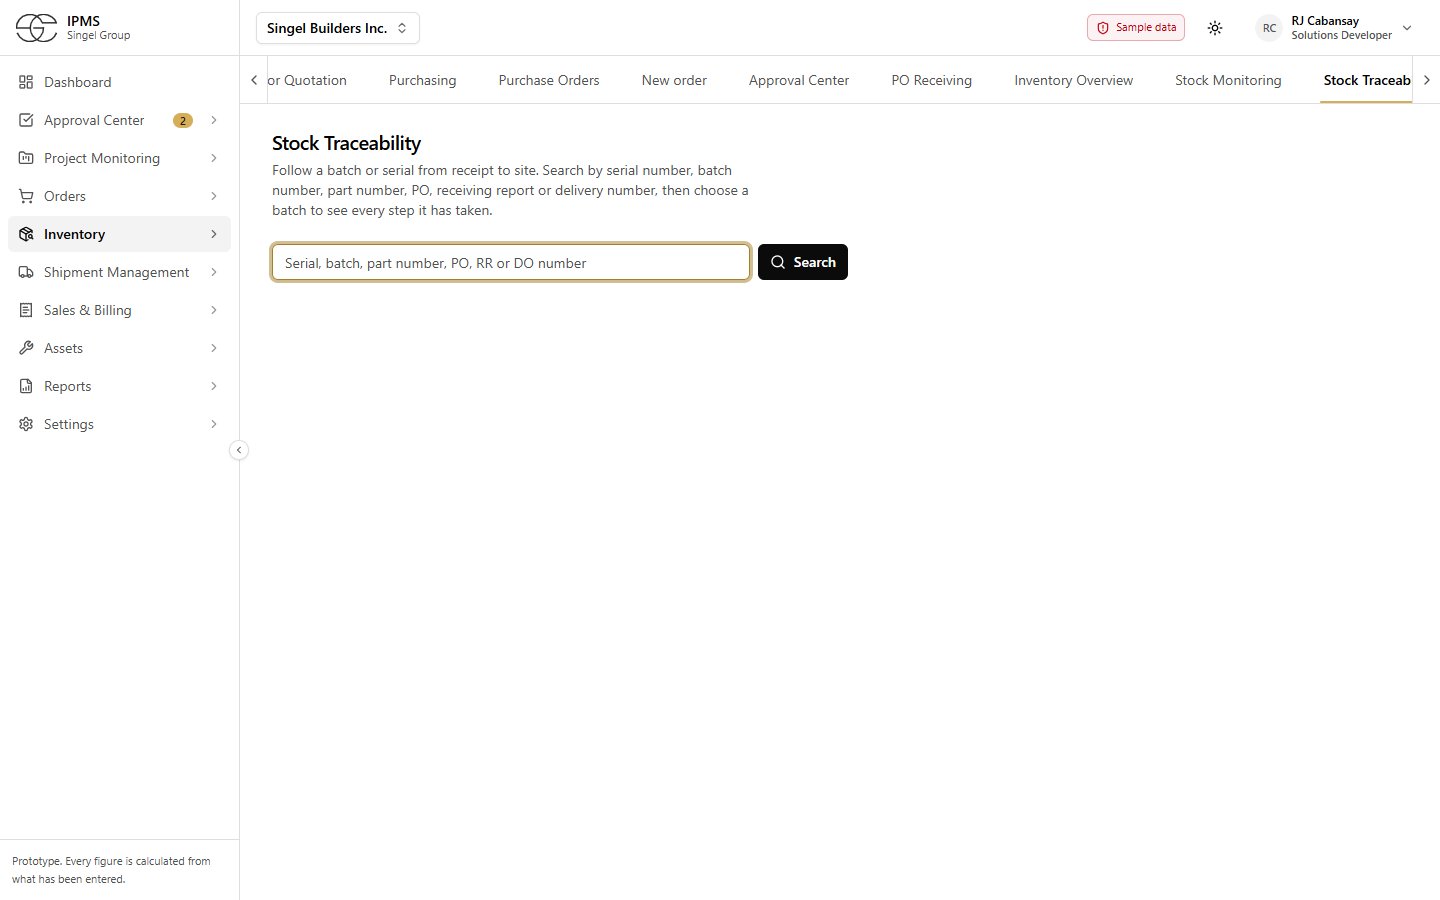 IPMS
Singel Group
Singel Builders Inc.
Sample data
RC
RJ Cabansay
Solutions Developer
Dashboard
Approval Center 2
Project Monitoring
Orders
Inventory
Shipment Management
Sales & Billing
Assets
Reports
Settings
Prototype. Every figure is calculated from
what has been entered.
or Quotation Purchasing Purchase Orders New order Approval Center PO Receiving Inventory Overview Stock Monitoring Stock Traceab
Stock Traceability
Follow a batch or serial from receipt to site. Search by serial number, batch
number, part number, PO, receiving report or delivery number, then choose a
batch to see every step it has taken.
Serial, batch, part number, PO, RR or DO number
Search